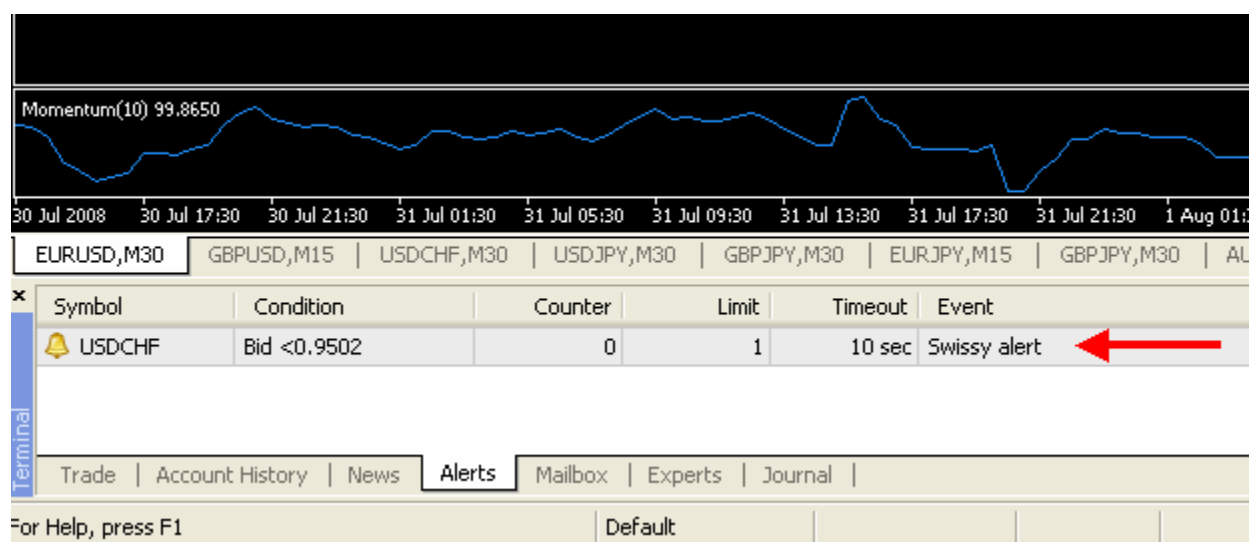 Momentum(10) 99.8650
30 Jul 2008 30 Jul 17:30 30 Jul 21:30 31 Jul 01:30 31 Jul 05:30 31 Jul 09:30 31 Jul 13:30 31 Jul 17:30 31 Jul 21:30 1 Aug 01:
EURUSD,M30 GBPUSD,M15 | USDCHF,M30 | USDJPY,M30 | GBPJPY,M30 | EURJPY,M15 | GBPJPY,M30 | AU
× Symbol Condition Counter Limit Timeout Event
USDCHF Bid <0.9502 0 1 10 sec Swissy alert
Terminal
Trade | Account History | News Alerts Mailbox | Experts | Journal |
For Help, press F1 Default